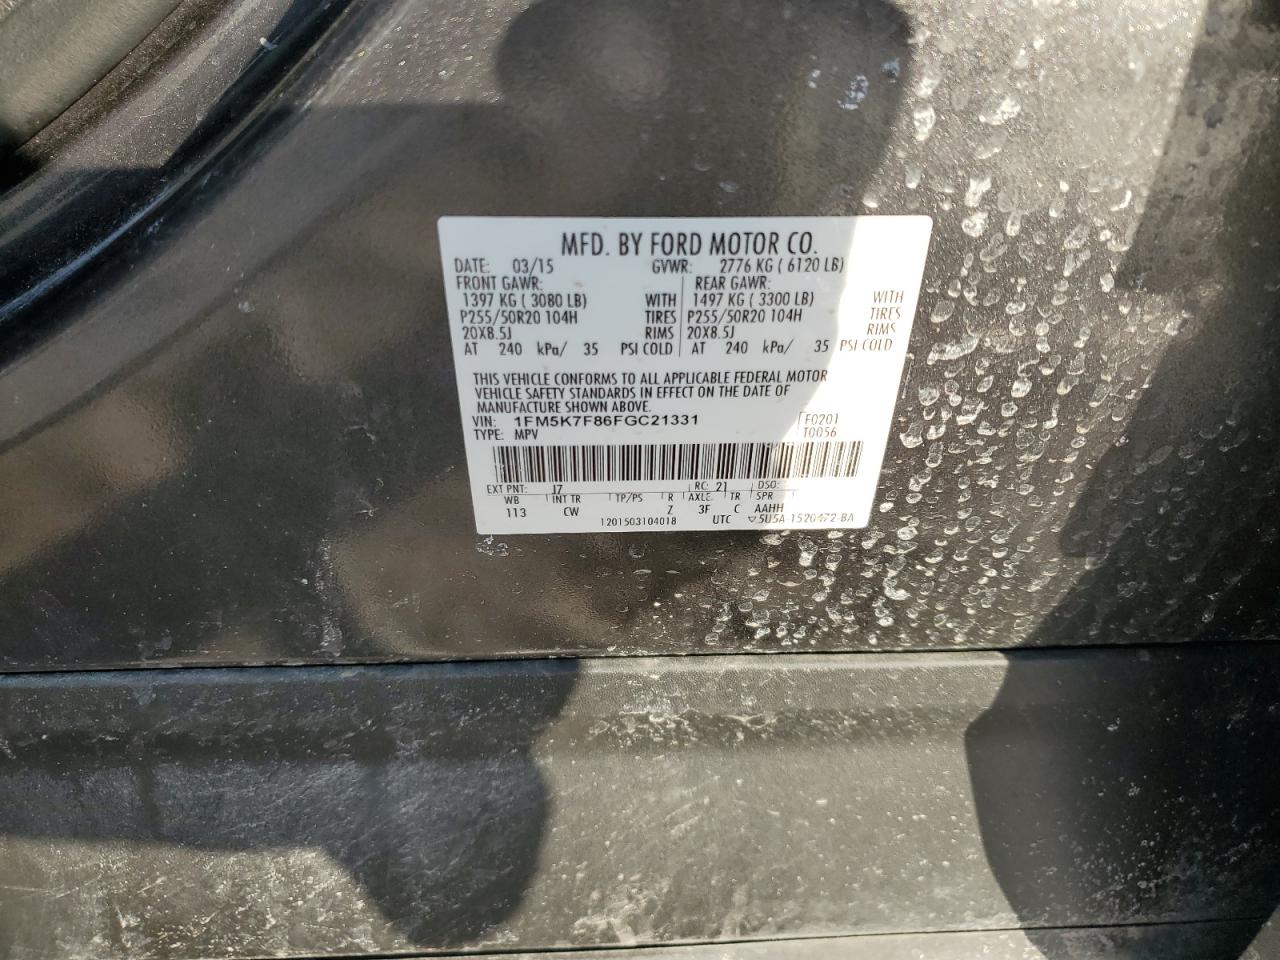 MFD. BY FORD MOTOR CO.
DATE: 03/15 GVWR: 2776 KG ( 6120 LB)
FRONT GAWR: REAR GAWR:
1397 KG ( 3080 LB) WITH 1497 KG ( 3300 LB) WITH
P255/50R20 104H TIRES P255/50R20 104H TIRES
20X8.5J RIMS 20X8.5J RIMS
AT 240 kPa/ 35 PSI COLD AT 240 kPa/ 35 PSI COLD
THIS VEHICLE CONFORMS TO ALL APPLICABLE FEDERAL MOTOR
VEHICLE SAFETY STANDARDS IN EFFECT ON THE DATE OF
MANUFACTURE SHOWN ABOVE.
VIN: 1FM5K7F86FGC21331 F0201
TYPE: MPV T0056
EXT PNT: J7 RC: 21 DSO:
WB INT TR TP/PS R AXLE TR SPR
113 CW Z 3F C AAHH
1201503104018 UTC ▽5U5A-1520472-BA